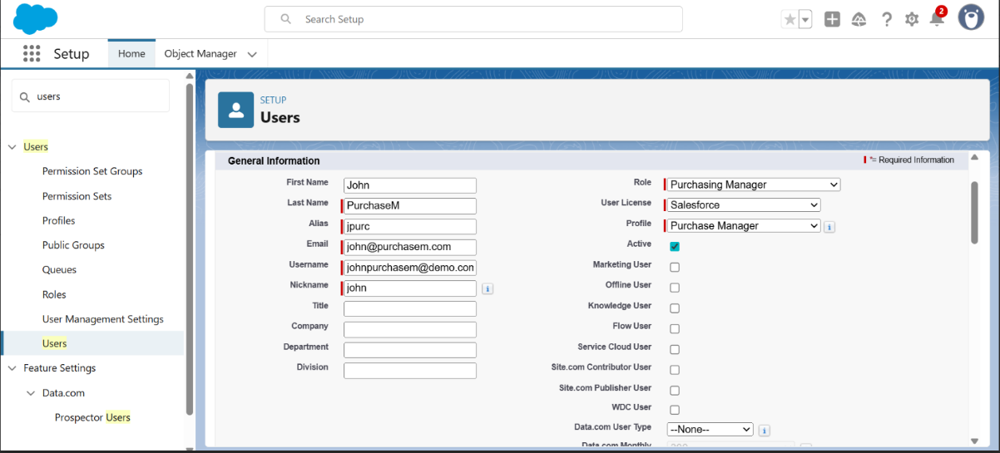 Search Setup
2
Setup
Home
Object Manager
users
Users
Permission Set Groups
Permission Sets
Profiles
Public Groups
Queues
Roles
User Management Settings
Users
Feature Settings
Data.com
Prospector Users
SETUP
Users
General Information
*= Required Information
First Name John
Last Name PurchaseM
Alias jpurc
Email john@purchasem.com
Username johnpurchasem@demo.con
Nickname john
Title
Company
Department
Division
Role Purchasing Manager
User License Salesforce
Profile Purchase Manager
Active
Marketing User
Offline User
Knowledge User
Flow User
Service Cloud User
Site.com Contributor User
Site.com Publisher User
WDC User
Data.com User Type --None--
Data.com Monthly